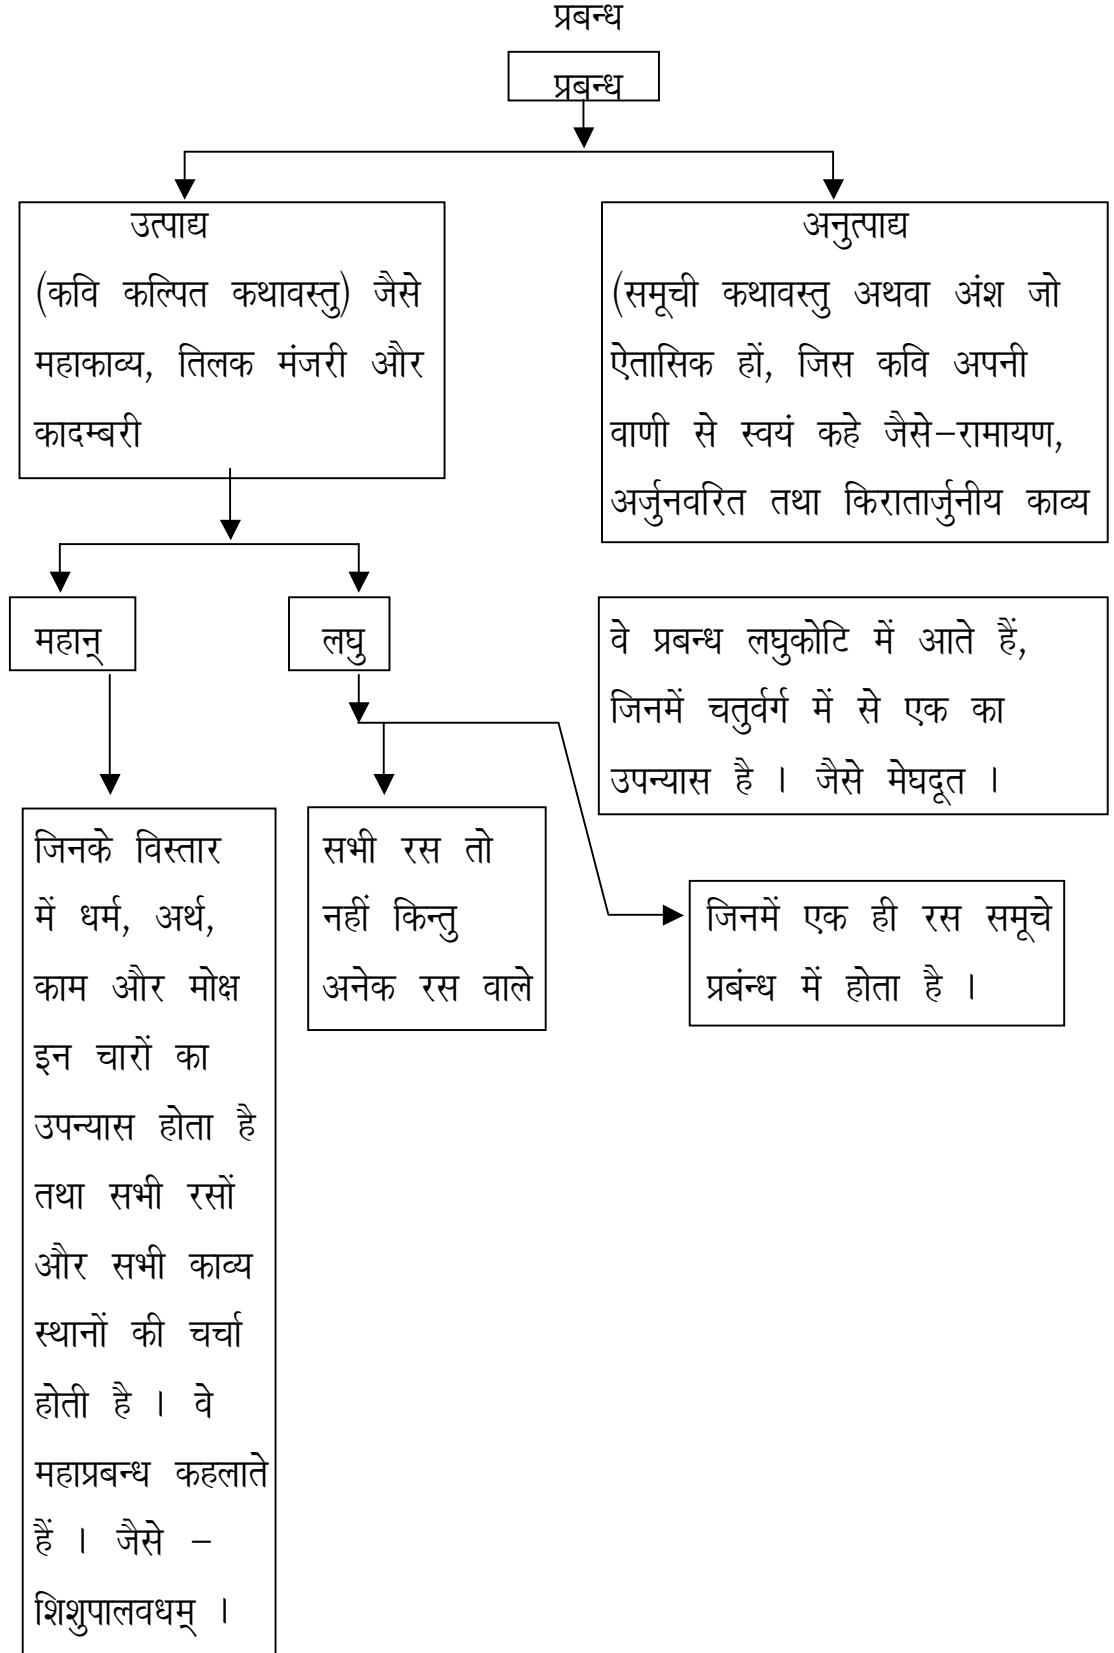 प्रबन्ध
प्रबन्ध
उत्पाद्य
(कवि कल्पित कथावस्तु) जैसे
महाकाव्य, तिलक मंजरी और
कादम्बरी
अनुत्पाद्य
(समूची कथावस्तु अथवा अंश जो
ऐतासिक हों, जिस कवि अपनी
वाणी से स्वयं कहे जैसे–रामायण,
अर्जुनवरित तथा किरातार्जुनीय काव्य
महान्
लघु
वे प्रबन्ध लघुकोटि में आते हैं,
जिनमें चतुर्वर्ग में से एक का
उपन्यास है । जैसे मेघदूत ।
जिनके विस्तार
में धर्म, अर्थ,
काम और मोक्ष
इन चारों का
उपन्यास होता है
तथा सभी रसों
और सभी काव्य
स्थानों की चर्चा
होती है । वे
महाप्रबन्ध कहलाते
हैं । जैसे –
शिशुपालवधम् ।
सभी रस तो
नहीं किन्तु
अनेक रस वाले
जिनमें एक ही रस समूचे
प्रबंन्ध में होता है ।